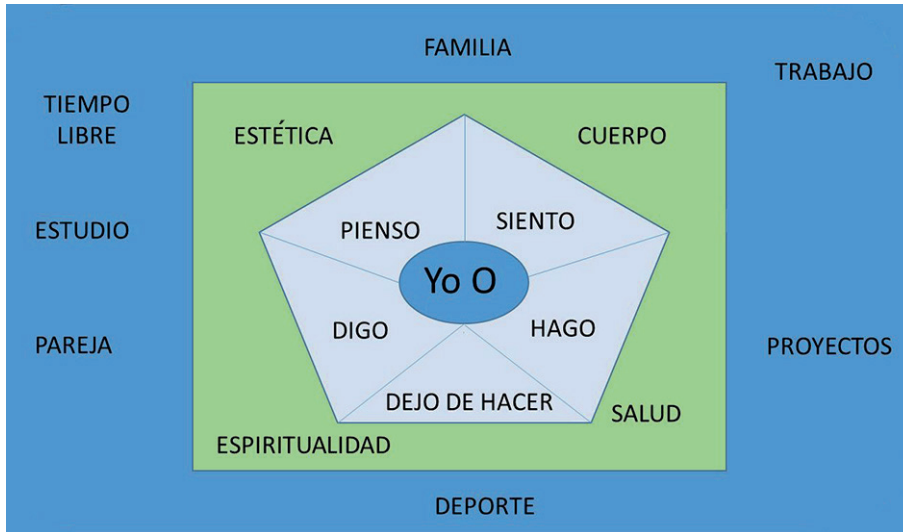 FAMILIA
TRABAJO
TIEMPO
LIBRE
ESTÉTICA
CUERPO
ESTUDIO
PIENSO
SIENTO
Yo O
DIGO
HAGO
PAREJA
PROYECTOS
DEJO DE HACER
SALUD
ESPIRITUALIDAD
DEPORTE